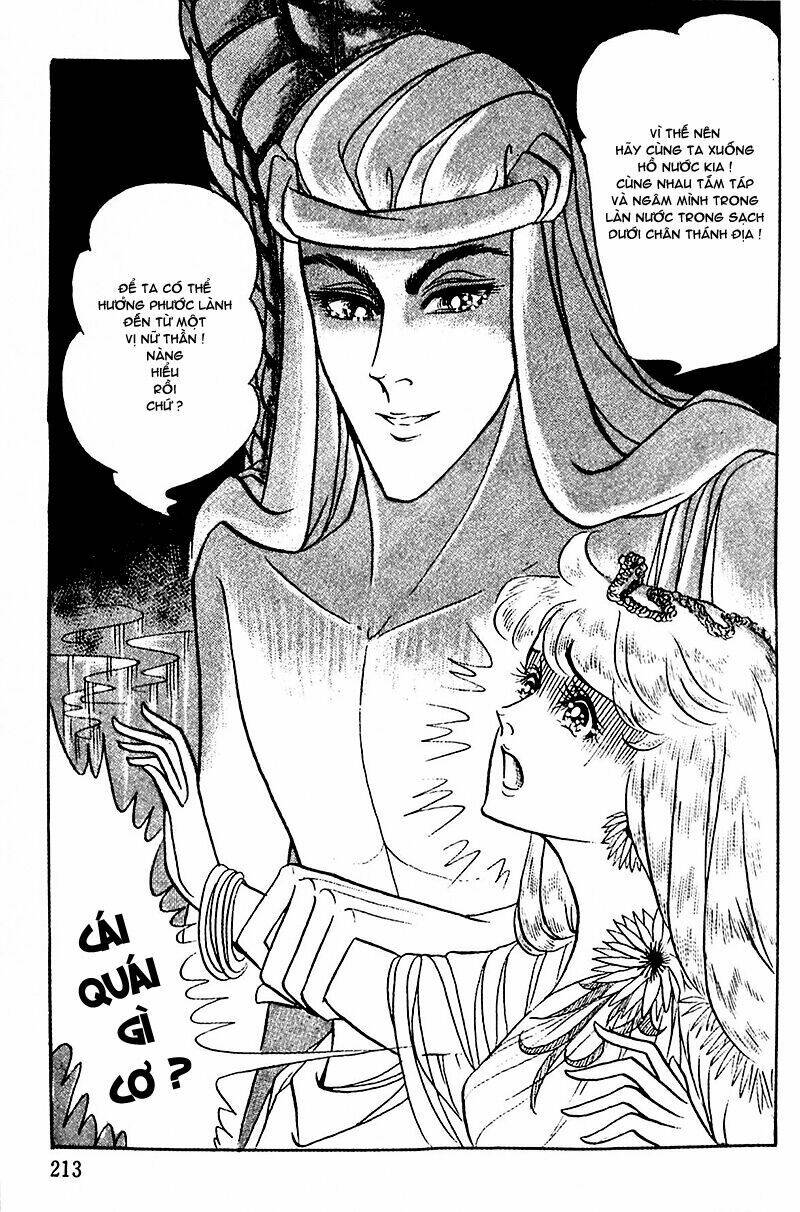 VÌ THẾ NÊN
HÃY CÙNG TA XUỐNG
HỒ NƯỚC KIA !
CÙNG NHAU TẮM TÁP
VÀ NGÂM MÌNH TRONG
LÀN NƯỚC TRONG SẠCH
DƯỚI CHÂN THÁNH ĐỊA !
ĐỂ TA CÓ THỂ
HƯỞNG PHƯỚC LÀNH
ĐẾN TỪ MỘT
VỊ NỮ THẦN !
NÀNG
HIỂU
RỒI
CHỨ ?
CÁI
QUÁI
GÌ
CƠ ?
213